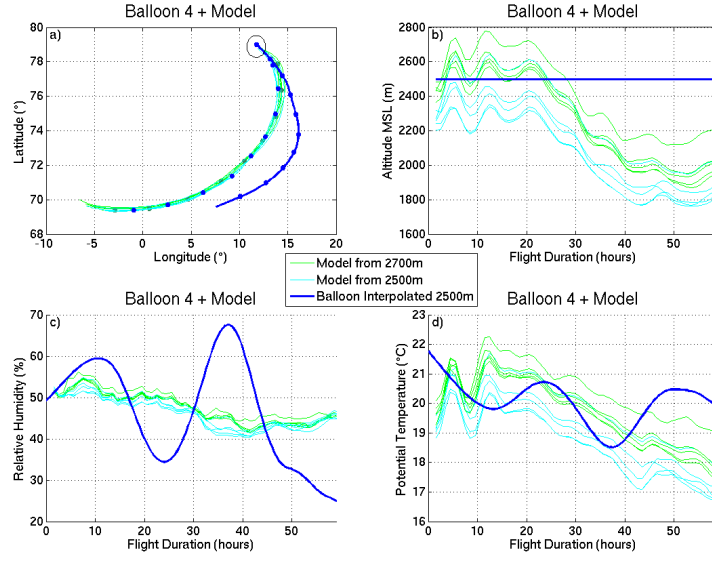 Balloon 4 + Model
Balloon 4 + Model
80
78
76
74
72
70
68
a)
Latitude (°)
-10
-5
0
5
10
15
20
Longitude (°)
2800
2600
2400
2200
2000
1800
1600
b)
Altitude MSL (m)
0
10
20
30
40
50
Flight Duration (hours)
Model from 2700m
Model from 2500m
Balloon Interpolated 2500m
Balloon 4 + Model
Balloon 4 + Model
70
60
50
40
30
20
c)
Relative Humidity (%)
0
10
20
30
40
50
Flight Duration (hours)
23
22
21
20
19
18
17
16
d)
Potential Temperature (°C)
0
10
20
30
40
50
Flight Duration (hours)